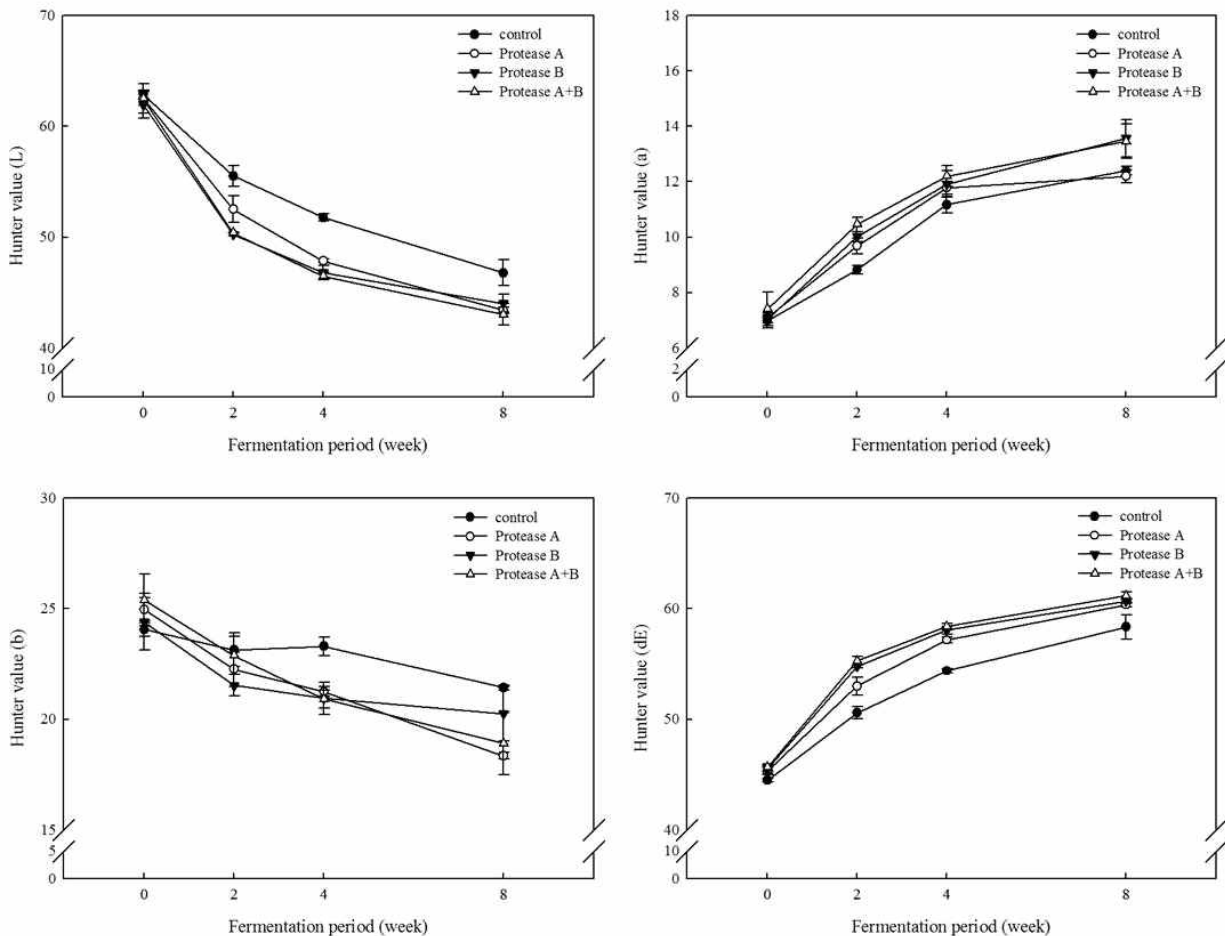 70
60
50
40
10
0
Hunter value (L)
control
Protease A
Protease B
Protease A+B
0 2 4 8
Fermentation period (week)
18
16
14
12
10
8
6
2
0
Hunter value (a)
control
Protease A
Protease B
Protease A+B
0 2 4 8
Fermentation period (week)
30
25
20
15
5
0
Hunter value (b)
control
Protease A
Protease B
Protease A+B
0 2 4 8
Fermentation period (week)
70
60
50
40
10
0
Hunter value (dE)
control
Protease A
Protease B
Protease A+B
0 2 4 8
Fermentation period (week)